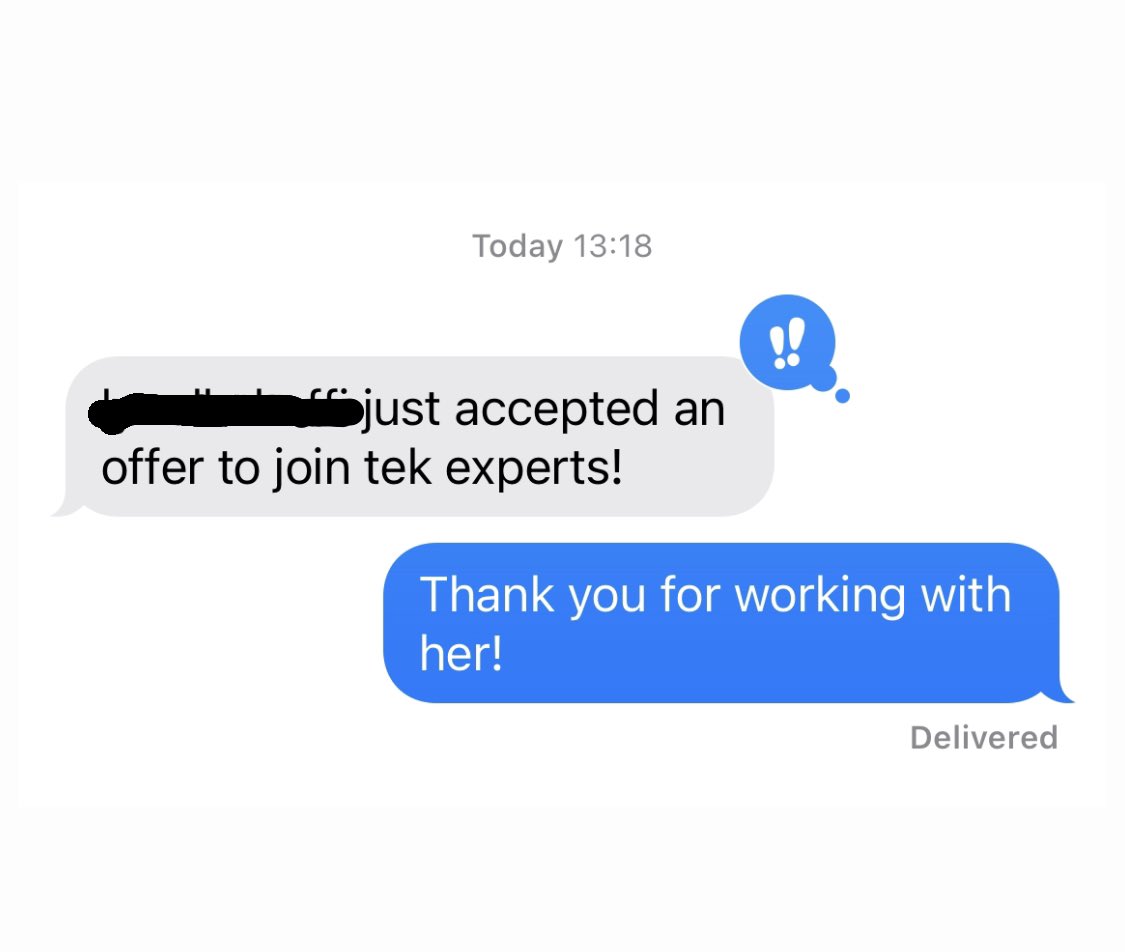 Today 13:18
just accepted an
offer to join tek experts!
Thank you for working with
her!
Delivered